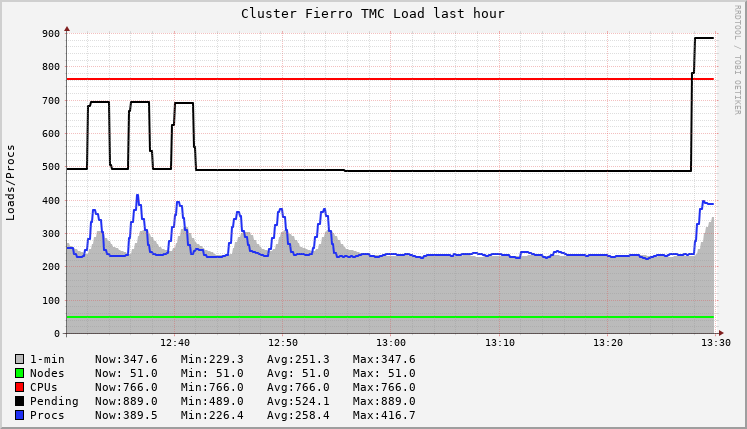 Cluster Fierro TMC Load last hour
RRDTOOL / TOBI OETIKER
Loads/Procs
900
800
700
600
500
400
300
200
100
0
12:40 12:50 13:00 13:10 13:20 13:30
1-min Now:347.6 Min:229.3 Avg:251.3 Max:347.6
Nodes Now: 51.0 Min: 51.0 Avg: 51.0 Max: 51.0
CPUs Now:766.0 Min:766.0 Avg:766.0 Max:766.0
Pending Now:889.0 Min:489.0 Avg:524.1 Max:889.0
Procs Now:389.5 Min:226.4 Avg:258.4 Max:416.7